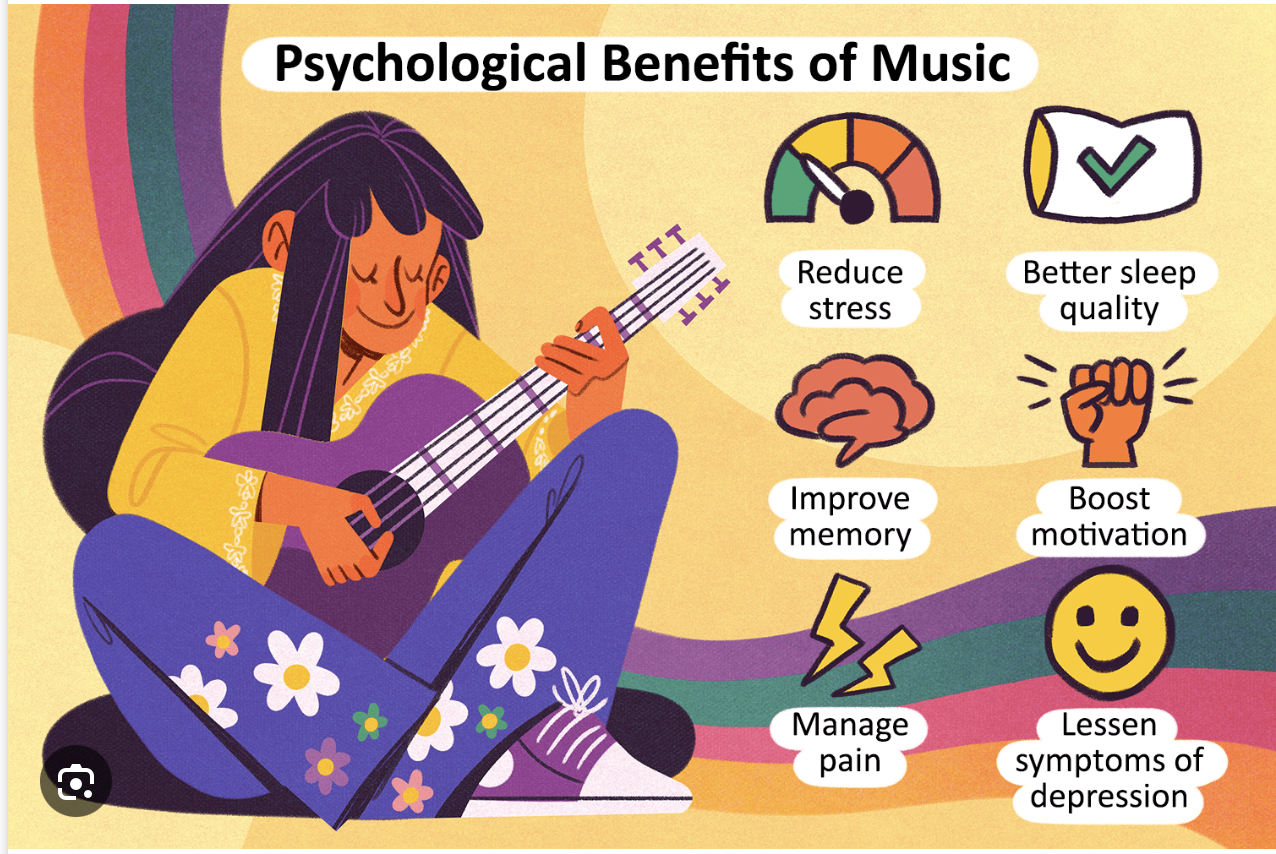 Psychological Benefits of Music
Reduce
stress
Better sleep
quality
Improve
memory
Boost
motivation
Manage
pain
Lessen
symptoms of
depression